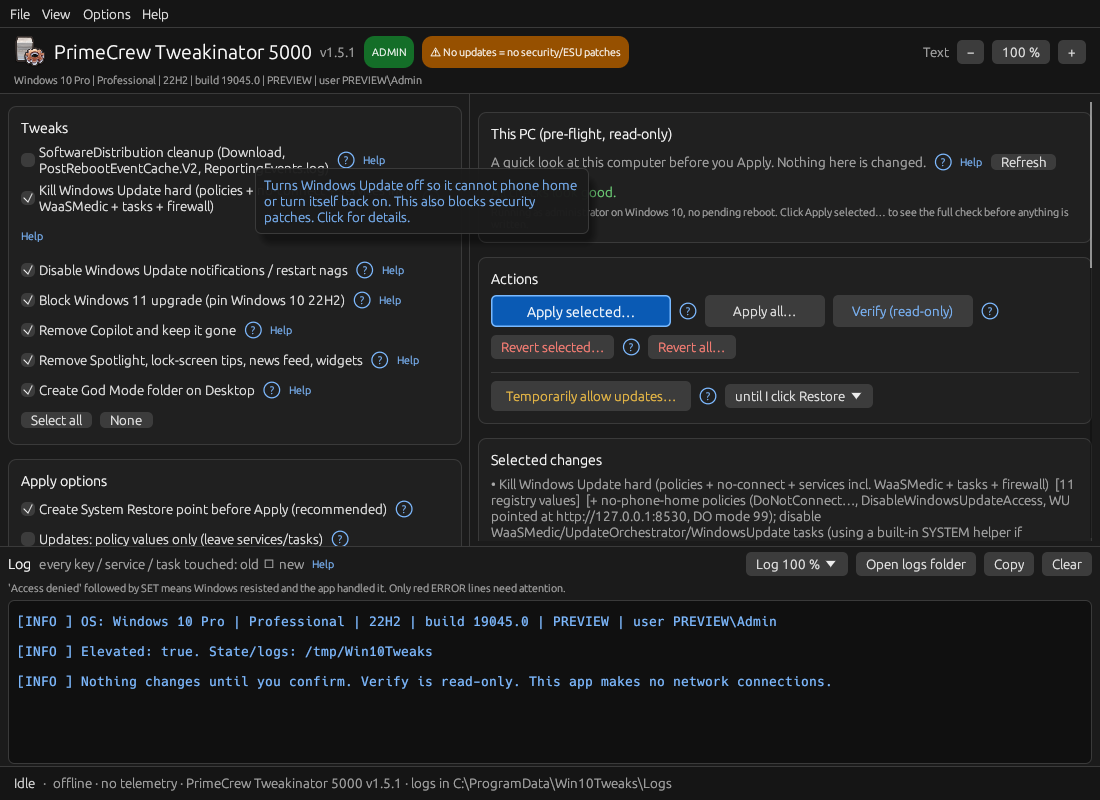 File View Options Help
PrimeCrew Tweakinator 5000 v1.5.1 ADMIN ⚠ No updates = no security/ESU patches
Text − 100 % +
Windows 10 Pro | Professional | 22H2 | build 19045.0 | PREVIEW | user PREVIEW\Admin
Tweaks
SoftwareDistribution cleanup (Download,
PostRebootEventCache.V2, ReportingEvents.log) ? Help
Kill Windows Update hard (policies +
WaaSMedic + tasks + firewall)
Help
Turns Windows Update off so it cannot phone home
or turn itself back on. This also blocks security
patches. Click for details.
Disable Windows Update notifications / restart nags ? Help
Block Windows 11 upgrade (pin Windows 10 22H2) ? Help
Remove Copilot and keep it gone ? Help
Remove Spotlight, lock-screen tips, news feed, widgets ? Help
Create God Mode folder on Desktop ? Help
Select all None
Apply options
Create System Restore point before Apply (recommended) ?
Updates: policy values only (leave services/tasks) ?
This PC (pre-flight, read-only)
A quick look at this computer before you Apply. Nothing here is changed. ? Help Refresh
ood.
rator on Windows 10, no pending reboot. Click Apply selected… to see the full check before anything is
Actions
Apply selected… ? Apply all… Verify (read-only) ?
Revert selected… ? Revert all…
Temporarily allow updates… ? until I click Restore ▼
Selected changes
• Kill Windows Update hard (policies + no-connect + services incl. WaaSMedic + tasks + firewall) [11
registry values] [+ no-phone-home policies (DoNotConnect…, DisableWindowsUpdateAccess, WU
pointed at http://127.0.0.1:8530, DO mode 99); disable
WaaSMedic/UpdateOrchestrator/WindowsUpdate tasks (using a built-in SYSTEM helper if
Log every key / service / task touched: old □ new Help
Log 100 % ▼ Open logs folder Copy Clear
'Access denied' followed by SET means Windows resisted and the app handled it. Only red ERROR lines need attention.
[INFO ] OS: Windows 10 Pro | Professional | 22H2 | build 19045.0 | PREVIEW | user PREVIEW\Admin
[INFO ] Elevated: true. State/logs: /tmp/Win10Tweaks
[INFO ] Nothing changes until you confirm. Verify is read-only. This app makes no network connections.
Idle · offline · no telemetry · PrimeCrew Tweakinator 5000 v1.5.1 · logs in C:\ProgramData\Win10Tweaks\Logs